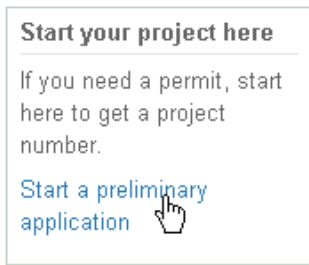 Start your project here
If you need a permit, start
here to get a project
number.
Start a preliminary
application